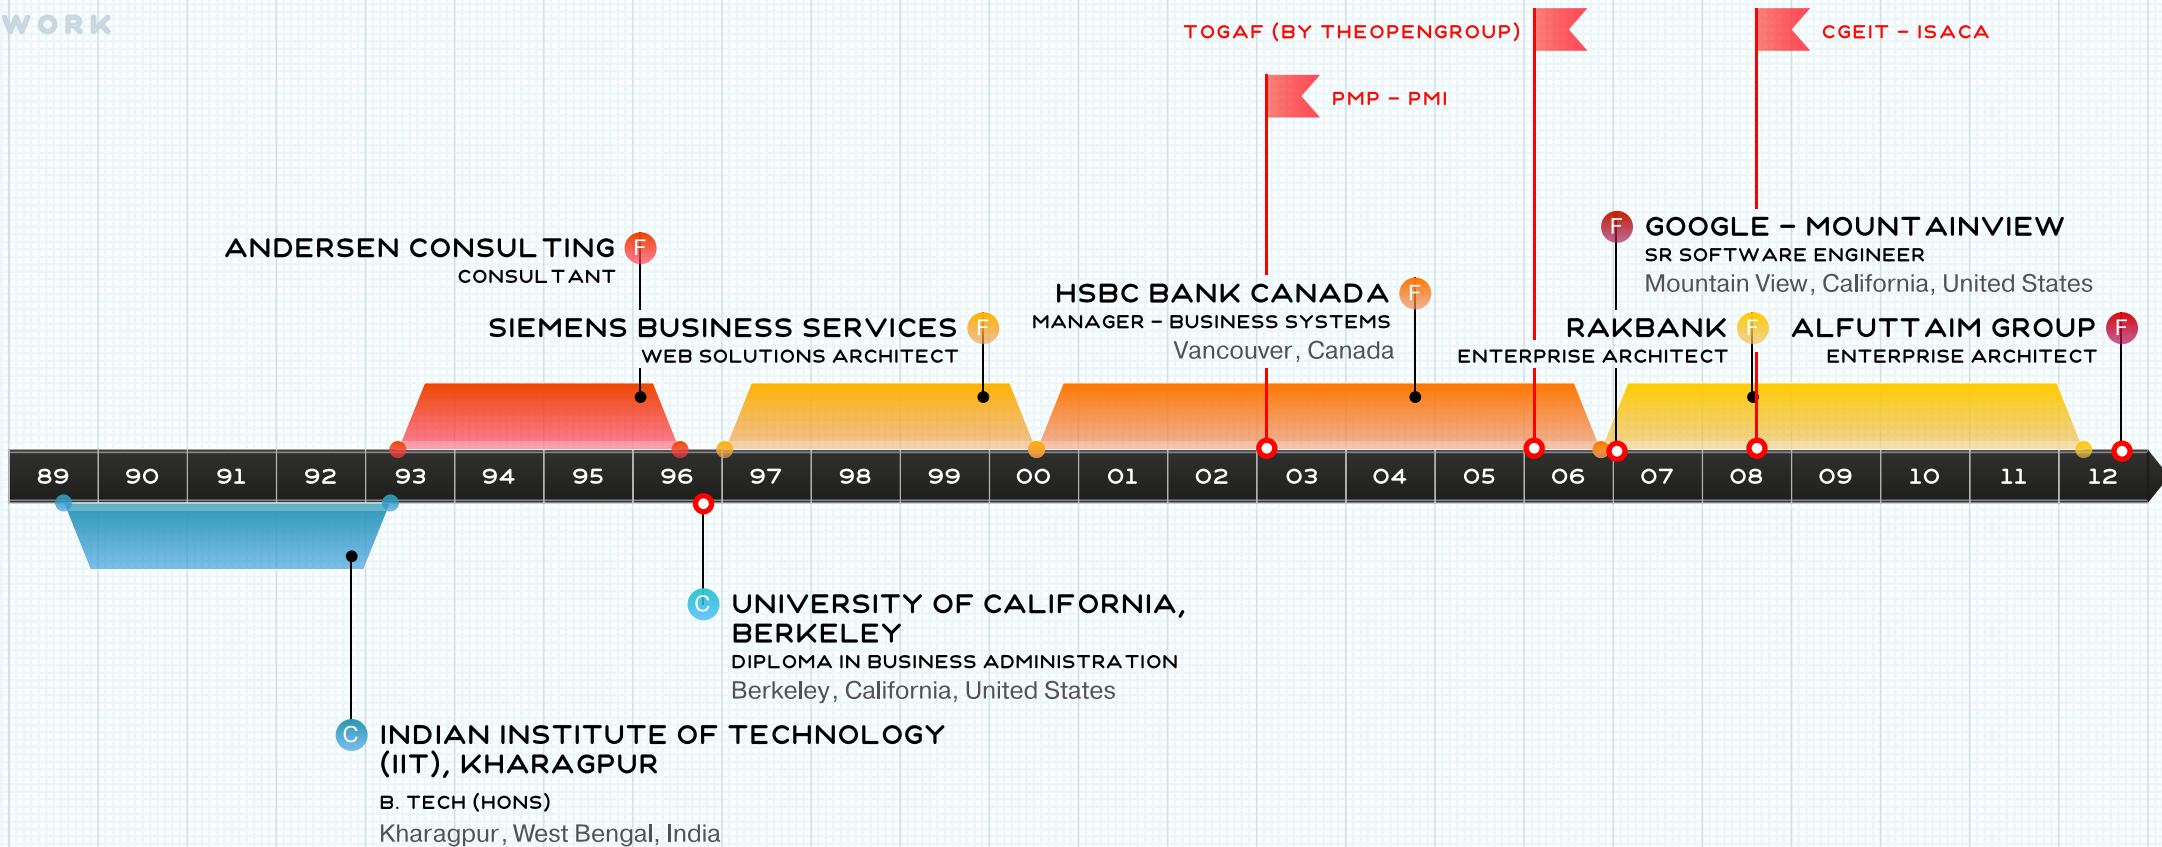 WORK
TOGAF (BY THEOPENGROUP)
CGEIT - ISACA
PMP - PMI
GOOGLE - MOUNTAINVIEW
SR SOFTWARE ENGINEER
Mountain View, California, United States
ANDERSEN CONSULTING
F
CONSULTANT
HSBC BANK CANADA
F
MANAGER - BUSINESS SYSTEMS
Vancouver, Canada
F
SIEMENS BUSINESS SERVICES
F
WEB SOLUTIONS ARCHITECT
RAKBANK
F
ENTERPRISE ARCHITECT
ALFUTTAIM GROUP
F
ENTERPRISE ARCHITECT
89 90 91 92 93 94 95 96 97 98 99 00 01 02 03 04 05 06 07 08 09 10 11 12
C
UNIVERSITY OF CALIFORNIA,
BERKELEY
DIPLOMA IN BUSINESS ADMINISTRATION
Berkeley, California, United States
C
INDIAN INSTITUTE OF TECHNOLOGY
(IIT), KHARAGPUR
B. TECH (HONS)
Kharagpur, West Bengal, India